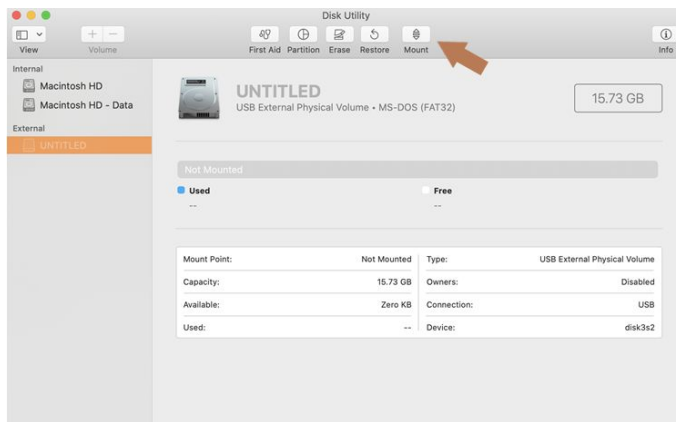 Disk Utility
View
Volume
First Aid
Partition
Erase
Restore
Mount
Info
Internal
Macintosh HD
Macintosh HD - Data
External
UNTITLED
UNTITLED
USB External Physical Volume • MS-DOS (FAT32)
15.73 GB
Not Mounted
Used
--
Free
--
Mount Point: Not Mounted
Capacity: 15.73 GB
Available: Zero KB
Used: --
Type: USB External Physical Volume
Owners: Disabled
Connection: USB
Device: disk3s2